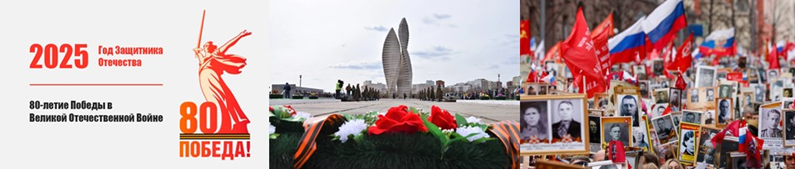 2025
Год Защитника
Отечества
80-летие Победы в
Великой Отечественной Войне
80
ПОБЕДА!